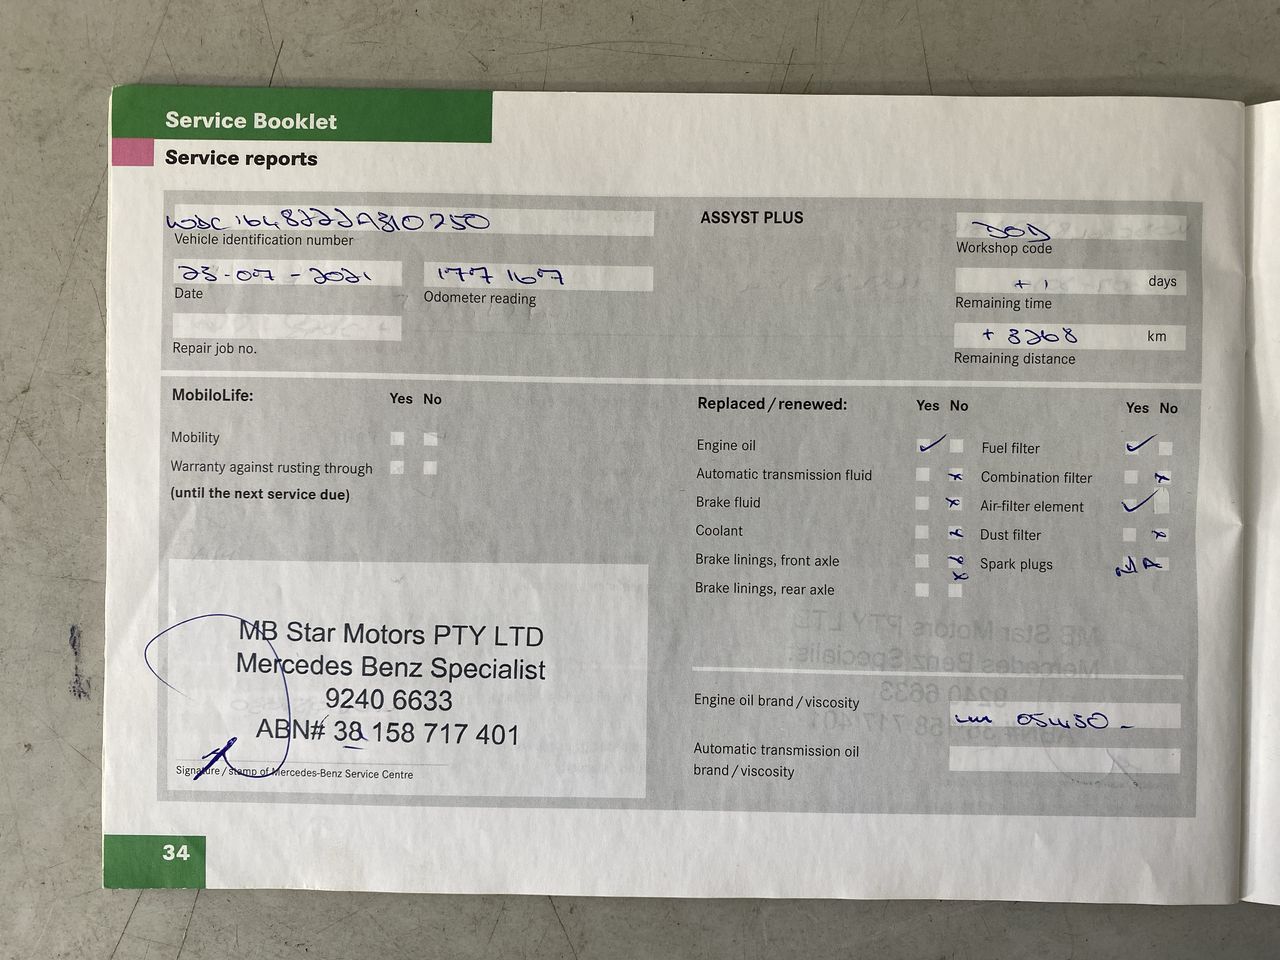 Service Booklet
Service reports
WDC1648222A310250
Vehicle identification number
23-07-2021
Date
177167
Odometer reading
Repair job no.
ASSYST PLUS
Workshop code
+1 days
Remaining time
+ 3268 km
Remaining distance
MobiloLife: Yes No
Mobility
Warranty against rusting through
(until the next service due)
Replaced / renewed: Yes No Yes No
Engine oil ✓ Fuel filter ✓
Automatic transmission fluid x Combination filter x
Brake fluid x Air-filter element ✓
Coolant x Dust filter x
Brake linings, front axle x Spark plugs NA
Brake linings, rear axle x
MB Star Motors PTY LTD
Mercedes Benz Specialist
9240 6633
ABN# 38 158 717 401
Signature / stamp of Mercedes-Benz Service Centre
Engine oil brand / viscosity
05W30
Automatic transmission oil
brand / viscosity
34